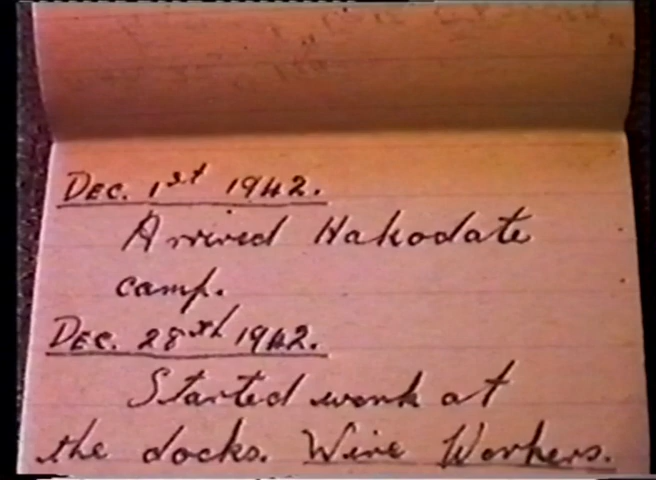 Dec. 1st 1942.
Arrived Hakodate
camp.
Dec. 28th 1942.
Started work at
the docks. Wire Workers.